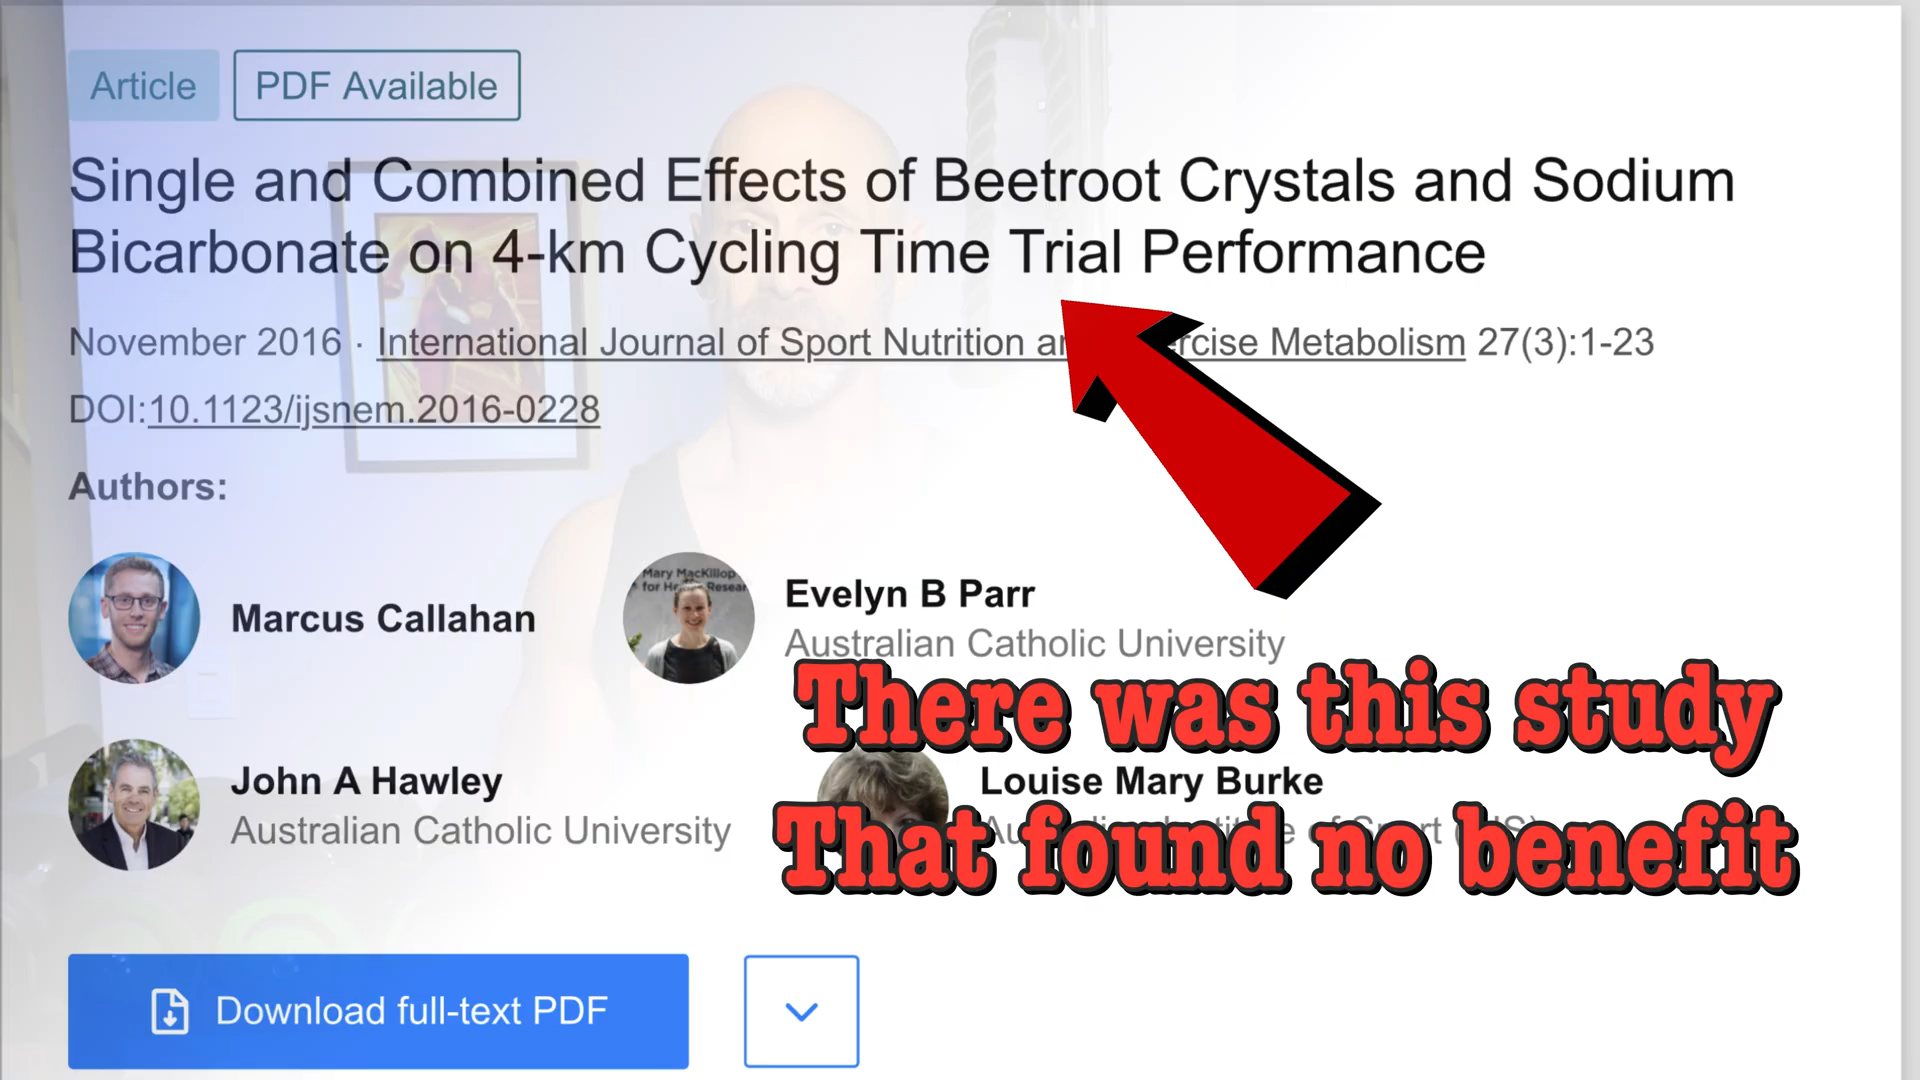 Article
PDF Available
Single and Combined Effects of Beetroot Crystals and Sodium
Bicarbonate on 4-km Cycling Time Trial Performance
November 2016 · International Journal of Sport Nutrition an rcise Metabolism 27(3):1-23
DOI:10.1123/ijsnem.2016-0228
Authors:
Marcus Callahan
Mary MacKillop
Evelyn B Parr
Australian Catholic University
There was this study
John A Hawley
Australian Catholic University
Louise Mary Burke
That found no benefit
Download full-text PDF